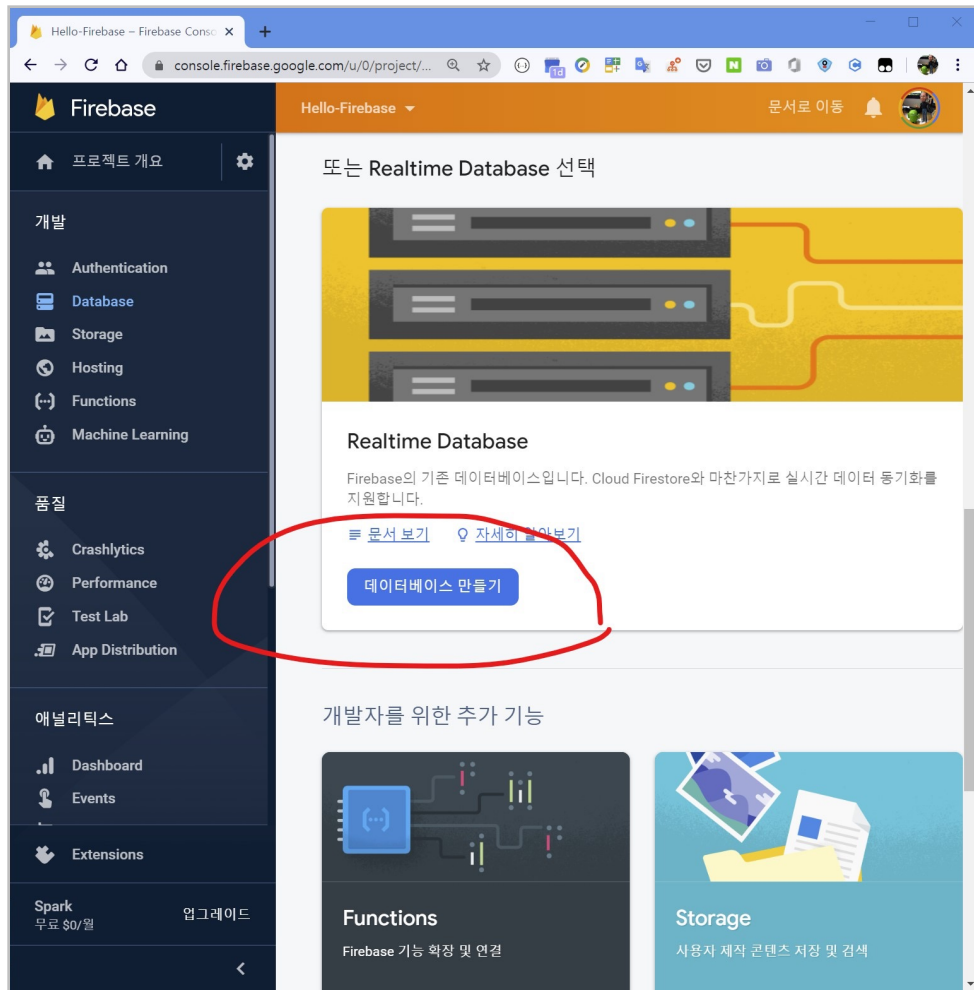 Hello-Firebase – Firebase Conso
console.firebase.google.com/u/0/project/...
1d
Firebase
Hello-Firebase
문서로 이동
프로젝트 개요
개발
Authentication
Database
Storage
Hosting
Functions
Machine Learning
품질
Crashlytics
Performance
Test Lab
App Distribution
애널리틱스
Dashboard
Events
Extensions
Spark
무료 $0/월
업그레이드
또는 Realtime Database 선택
Realtime Database
Firebase의 기존 데이터베이스입니다. Cloud Firestore와 마찬가지로 실시간 데이터 동기화를
지원합니다.
문서 보기 자세히 알아보기
데이터베이스 만들기
개발자를 위한 추가 기능
Functions
Firebase 기능 확장 및 연결
Storage
사용자 제작 콘텐츠 저장 및 검색